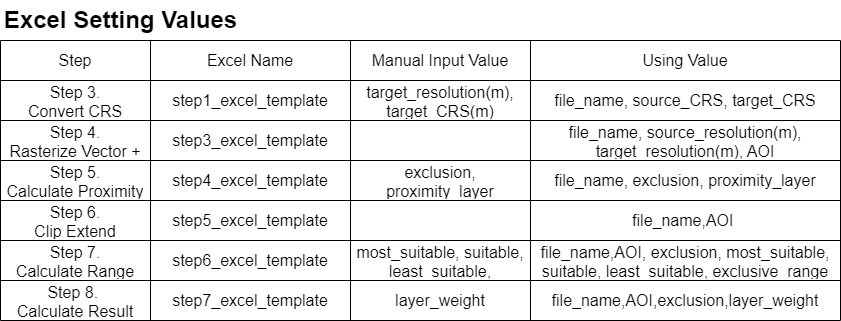 Excel Setting Values
Step
Excel Name
Manual Input Value
Using Value
Step 3.
Convert CRS
step1_excel_template
target_resolution(m),
target_CRS(m)
file_name, source_CRS, target_CRS
Step 4.
Rasterize Vector +
step3_excel_template
file_name, source_resolution(m),
target_resolution(m), AOI
Step 5.
Calculate Proximity
step4_excel_template
exclusion,
proximity_layer
file_name, exclusion, proximity_layer
Step 6.
Clip Extend
step5_excel_template
file_name,AOI
Step 7.
Calculate Range
step6_excel_template
most_suitable, suitable,
least_suitable,
file_name,AOI, exclusion, most_suitable,
suitable, least_suitable, exclusive_range
Step 8.
Calculate Result
step7_excel_template
layer_weight
file_name,AOI,exclusion,layer_weight